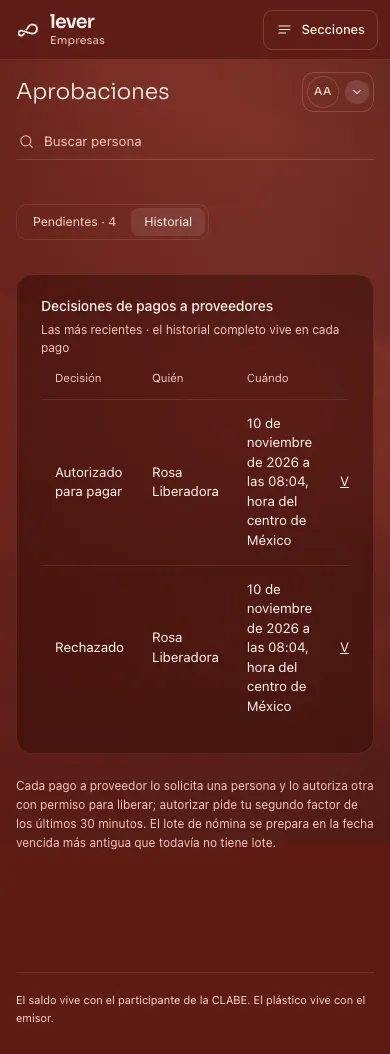 lever
Empresas
Secciones
Aprobaciones
AA
Buscar persona
Pendientes · 4
Historial
Decisiones de pagos a proveedores
Las más recientes · el historial completo vive en cada
pago
Decisión
Quién
Cuándo
Autorizado
para pagar
Rosa
Liberadora
10 de
noviembre
de 2026 a
las 08:04,
hora del
centro de
México
V
Rechazado
Rosa
Liberadora
10 de
noviembre
de 2026 a
las 08:04,
hora del
centro de
México
V
Cada pago a proveedor lo solicita una persona y lo autoriza otra
con permiso para liberar; autorizar pide tu segundo factor de
los últimos 30 minutos. El lote de nómina se prepara en la fecha
vencida más antigua que todavía no tiene lote.
El saldo vive con el participante de la CLABE. El plástico vive con el
emisor.